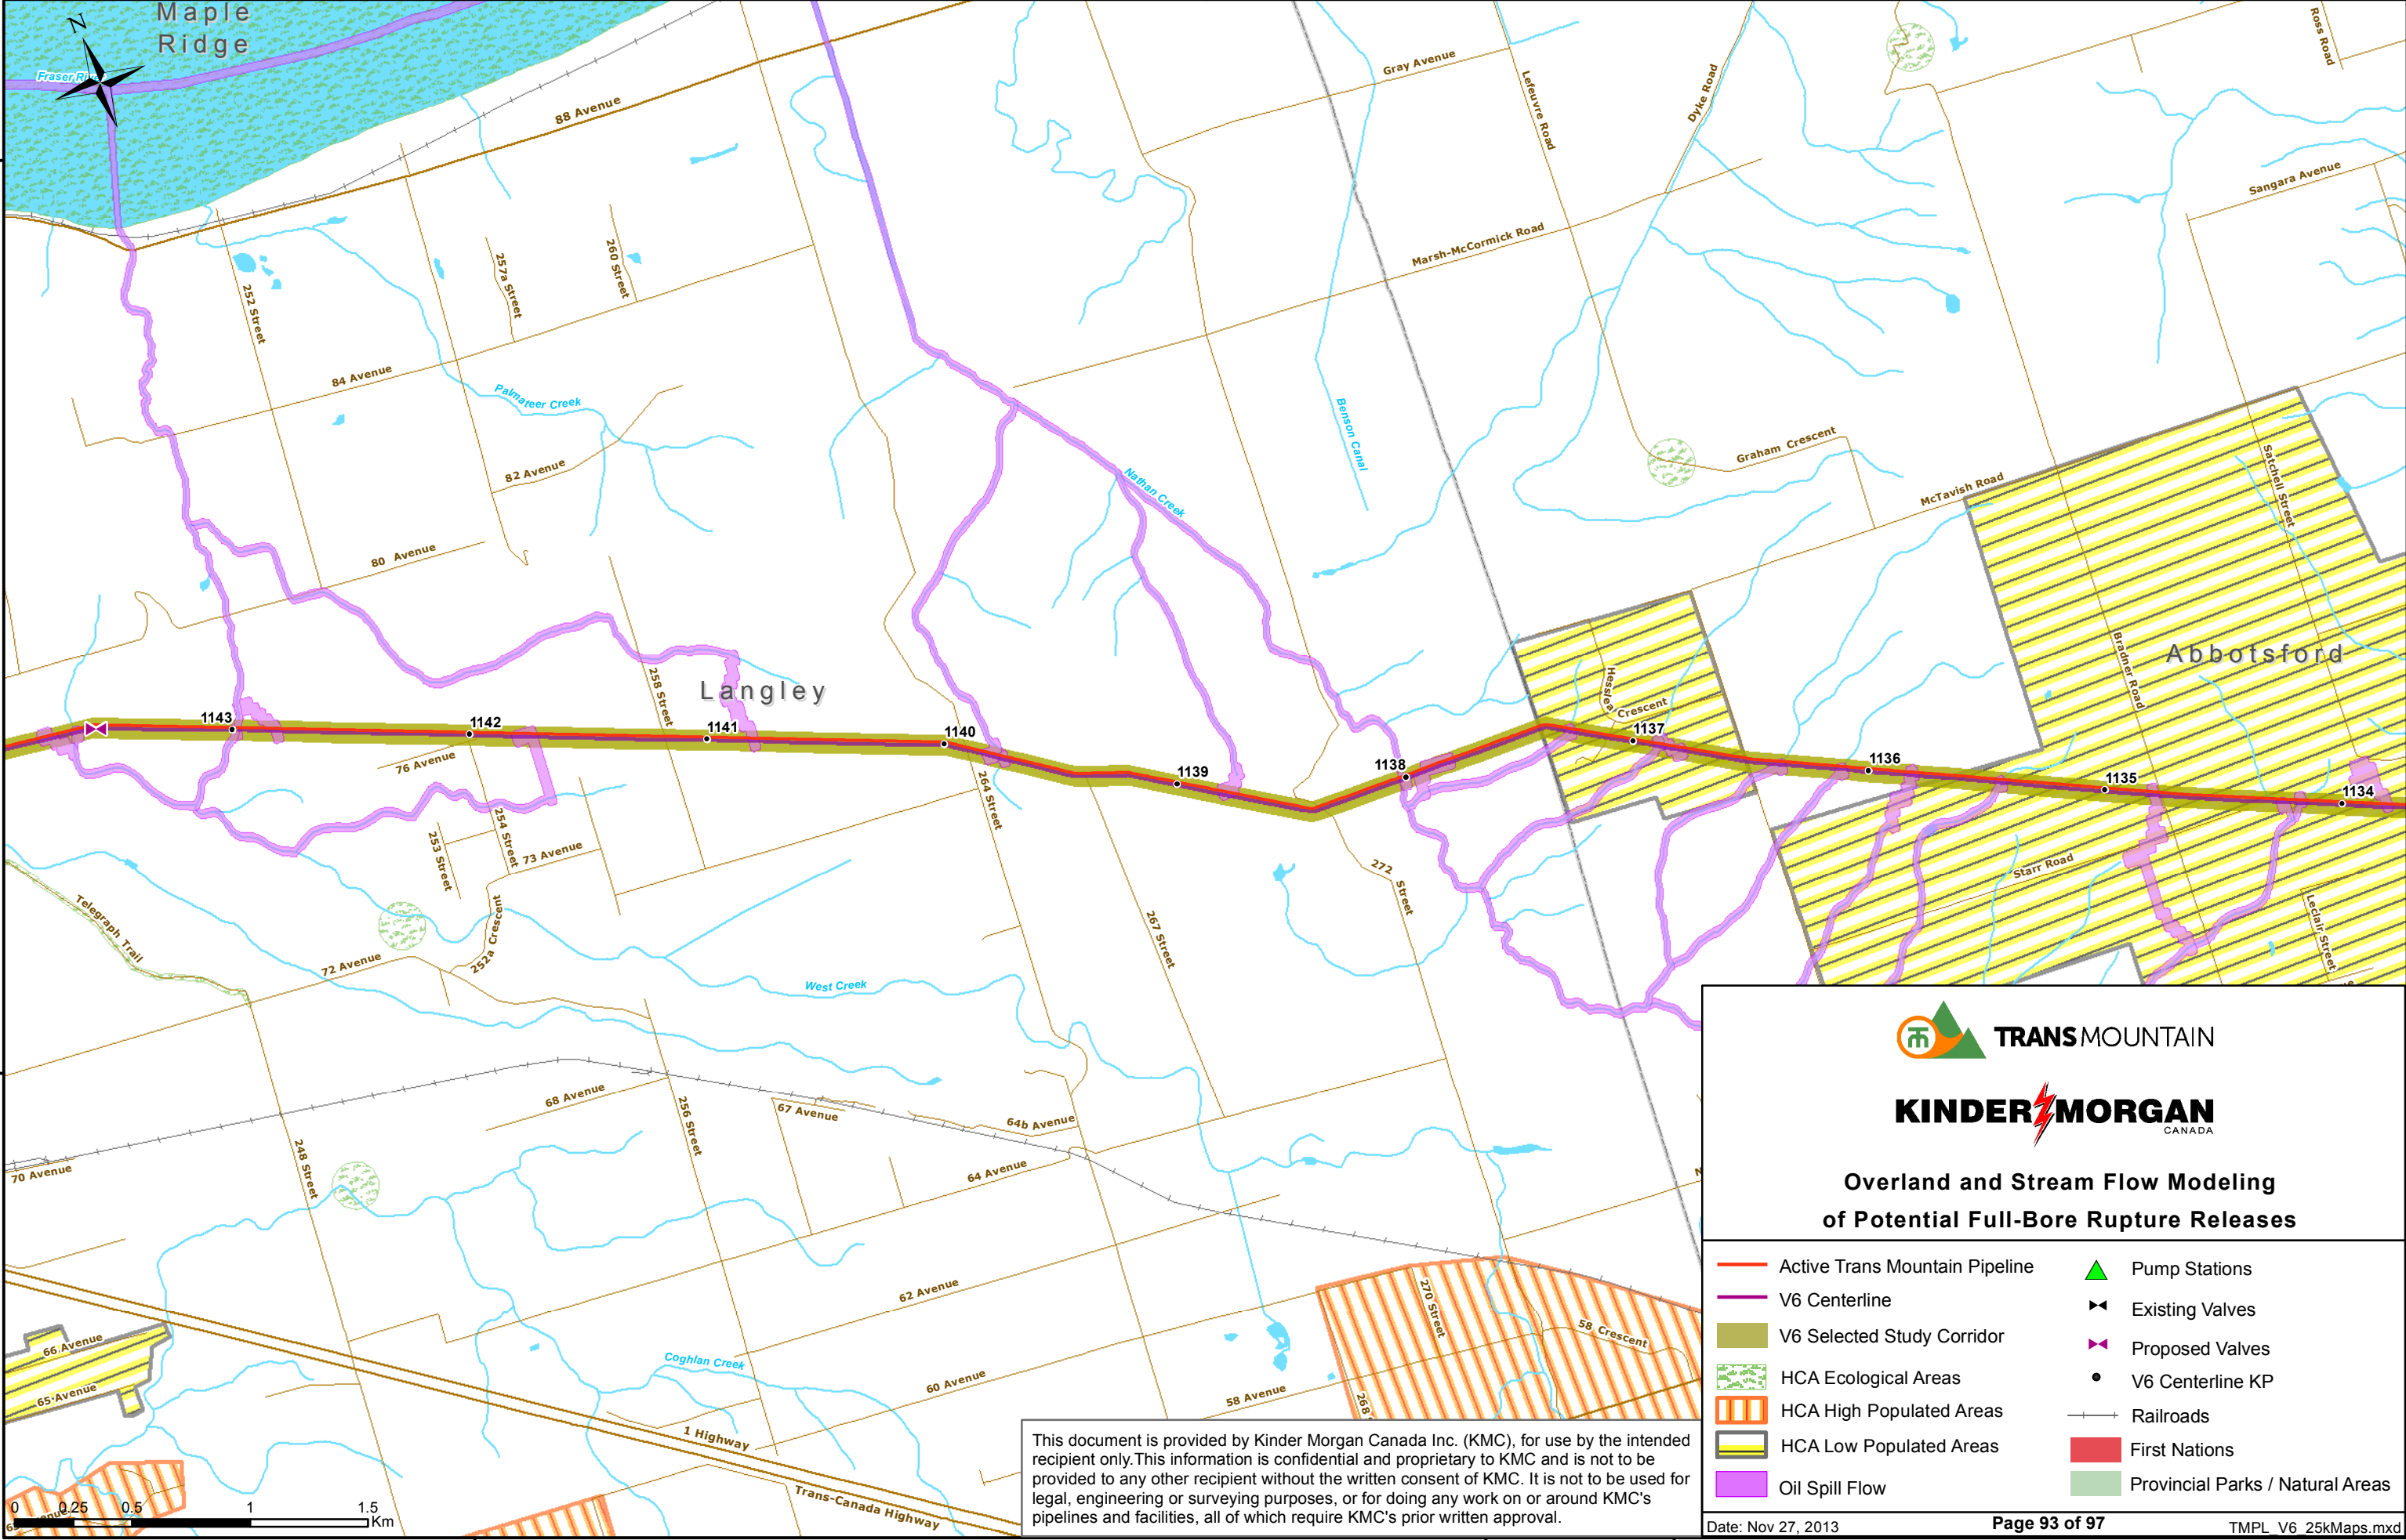 Maple
Ridge
N
Fraser
88 Avenue
Gray Avenue
Lefeuvre Road
Dyke Road
Ross Road
Sangara Avenue
257a Street
260 Street
252 Street
Marsh-McCormick Road
84 Avenue
Palmateer Creek
82 Avenue
Benson Canal
Graham Crescent
McTavish Road
Satchell Street
Nathan Creek
80 Avenue
Bradner Road
Abbotsford
Langley
258 Street
Hesslea
Crescent
1143
1142
1141
1140
1139
1138
1137
1136
1135
1134
76 Avenue
264 Street
254 Street
253 Street
73 Avenue
272 Street
Starr Road
Leclair Street
Telegraph Trail
252a Crescent
72 Avenue
267 Street
West Creek
68 Avenue
67 Avenue
64b Avenue
256 Street
248 Street
70 Avenue
64 Avenue
62 Avenue
270 Street
58 Crescent
66 Avenue
65 Avenue
Coghlan Creek
60 Avenue
58 Avenue
268
1 Highway
Trans-Canada Highway
0 0.25 0.5 1 1.5
Km
This document is provided by Kinder Morgan Canada Inc. (KMC), for use by the intended
recipient only.This information is confidential and proprietary to KMC and is not to be
provided to any other recipient without the written consent of KMC. It is not to be used for
legal, engineering or surveying purposes, or for doing any work on or around KMC's
pipelines and facilities, all of which require KMC's prior written approval.
TRANSMOUNTAIN
KINDER MORGAN
CANADA
Overland and Stream Flow Modeling
of Potential Full-Bore Rupture Releases
Active Trans Mountain Pipeline
V6 Centerline
V6 Selected Study Corridor
HCA Ecological Areas
HCA High Populated Areas
HCA Low Populated Areas
Oil Spill Flow
Pump Stations
Existing Valves
Proposed Valves
V6 Centerline KP
Railroads
First Nations
Provincial Parks / Natural Areas
Date: Nov 27, 2013
Page 93 of 97
TMPL_V6_25kMaps.mxd